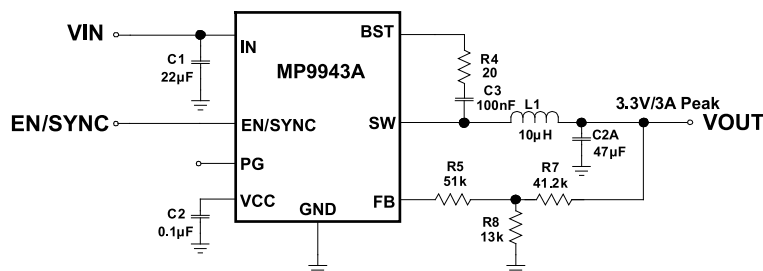 VIN
C1
22µF
IN
BST
MP9943A
R4
20
C3
100nF
L1
10µH
3.3V/3A Peak
VOUT
EN/SYNC
EN/SYNC
SW
C2A
47µF
PG
VCC
C2
0.1µF
GND
FB
R5
51k
R7
41.2k
R8
13k